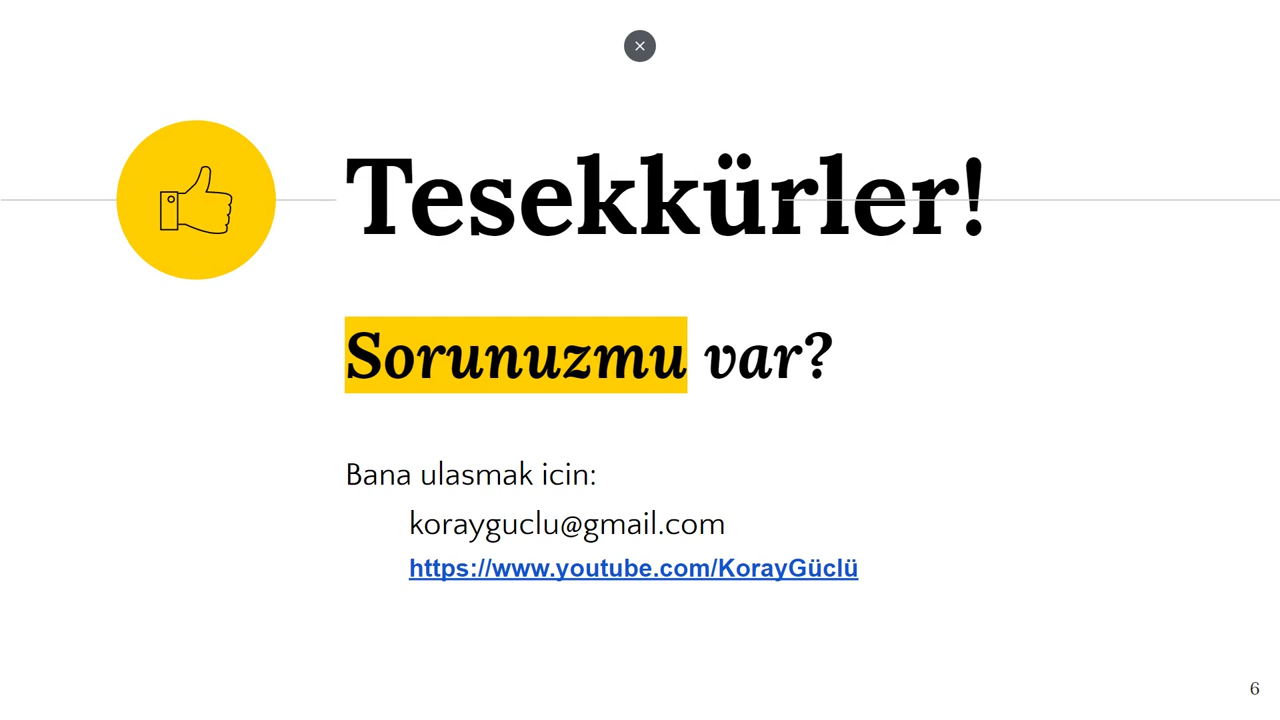 Tesekkürler!
Sorunuzmu var?
Bana ulasmak icin:
korayguclu@gmail.com
https://www.youtube.com/KorayGüclü
6